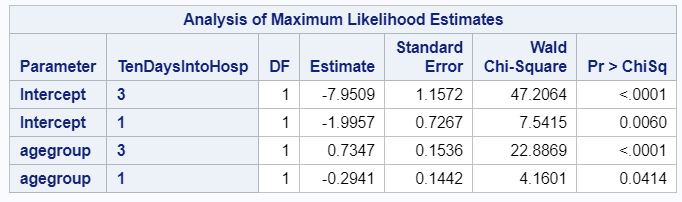 Analysis of Maximum Likelihood Estimates
Parameter TenDaysIntoHosp DF Estimate Standard Error Wald Chi-Square Pr > ChiSq
Intercept 3 1 -7.9509 1.1572 47.2064 <.0001
Intercept 1 1 -1.9957 0.7267 7.5415 0.0060
agegroup 3 1 0.7347 0.1536 22.8869 <.0001
agegroup 1 1 -0.2941 0.1442 4.1601 0.0414